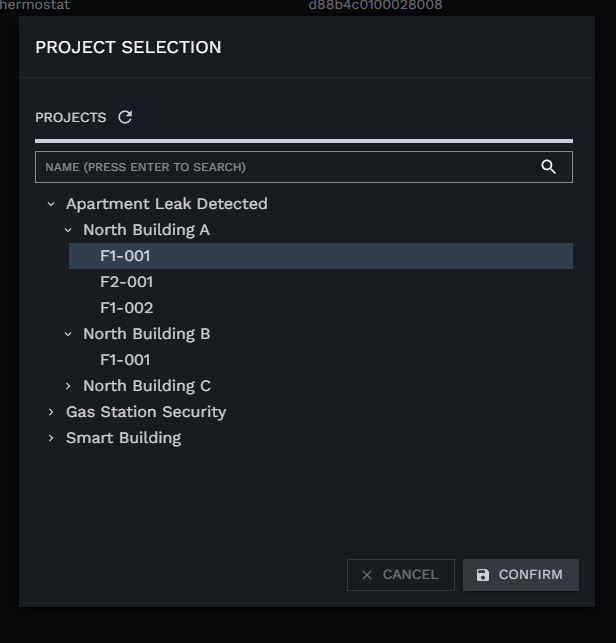 hermostat d88b4c0100028008
PROJECT SELECTION
PROJECTS
NAME (PRESS ENTER TO SEARCH)
Apartment Leak Detected
North Building A
F1-001
F2-001
F1-002
North Building B
F1-001
North Building C
Gas Station Security
Smart Building
CANCEL CONFIRM